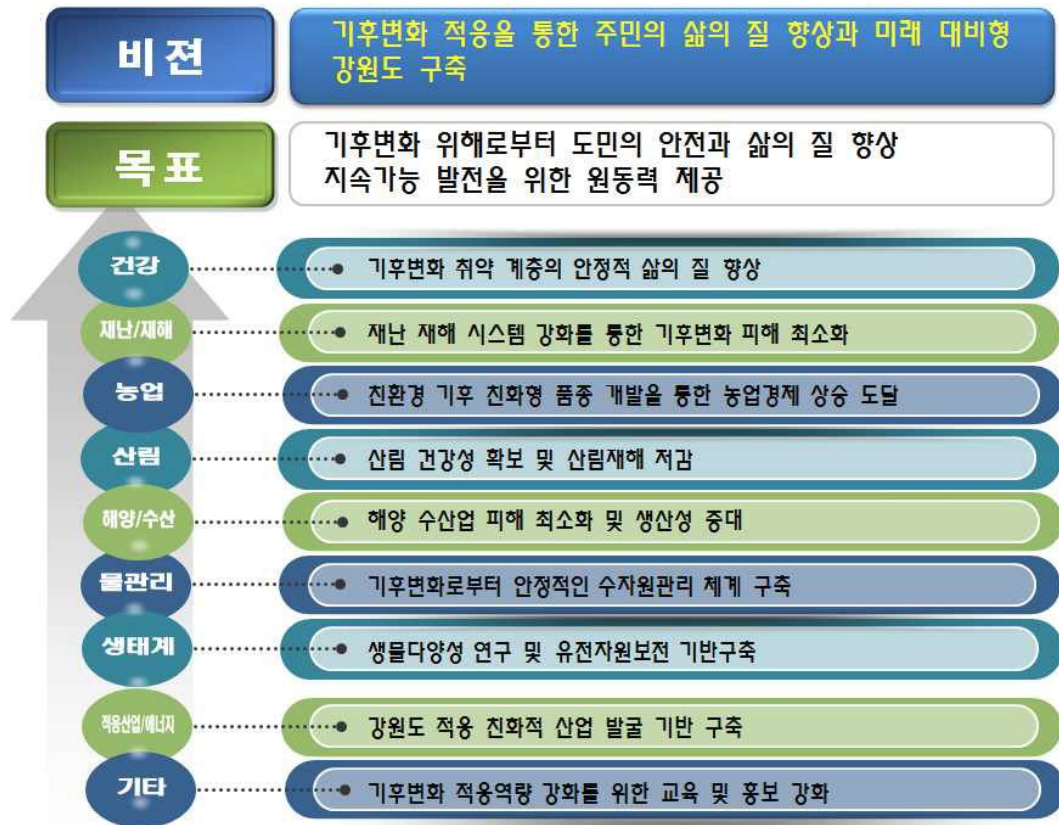 비젼
기후변화 적응을 통한 주민의 삶의 질 향상과 미래 대비형
강원도 구축
목표
기후변화 위해로부터 도민의 안전과 삶의 질 향상
지속가능 발전을 위한 원동력 제공
건강
기후변화 취약 계층의 안정적 삶의 질 향상
재난/재해
재난 재해 시스템 강화를 통한 기후변화 피해 최소화
농업
친환경 기후 친화형 품종 개발을 통한 농업경제 상승 도달
산림
산림 건강성 확보 및 산림재해 저감
해양/수산
해양 수산업 피해 최소화 및 생산성 증대
물관리
기후변화로부터 안정적인 수자원관리 체계 구축
생태계
생물다양성 연구 및 유전자원보전 기반구축
적응산업/에너지
강원도 적응 친화적 산업 발굴 기반 구축
기타
기후변화 적응역량 강화를 위한 교육 및 홍보 강화